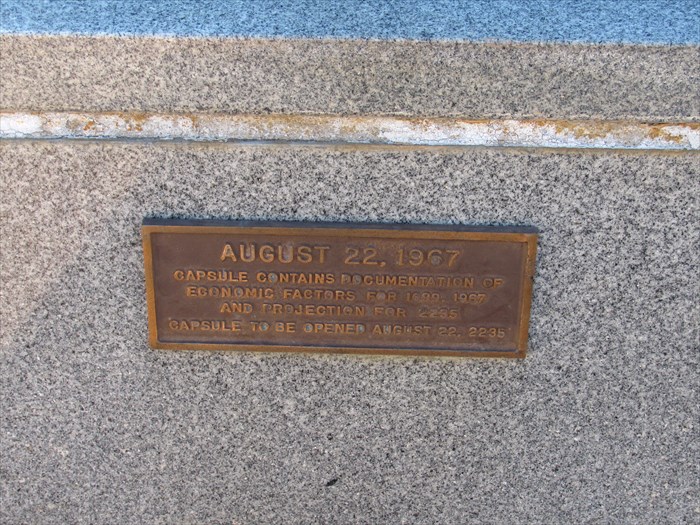 AUGUST 22, 1967
CAPSULE CONTAINS DOCUMENTATION OF
ECONOMIC FACTORS FOR 1899, 1967
AND PROJECTION FOR 2235
CAPSULE TO BE OPENED AUGUST 22, 2235